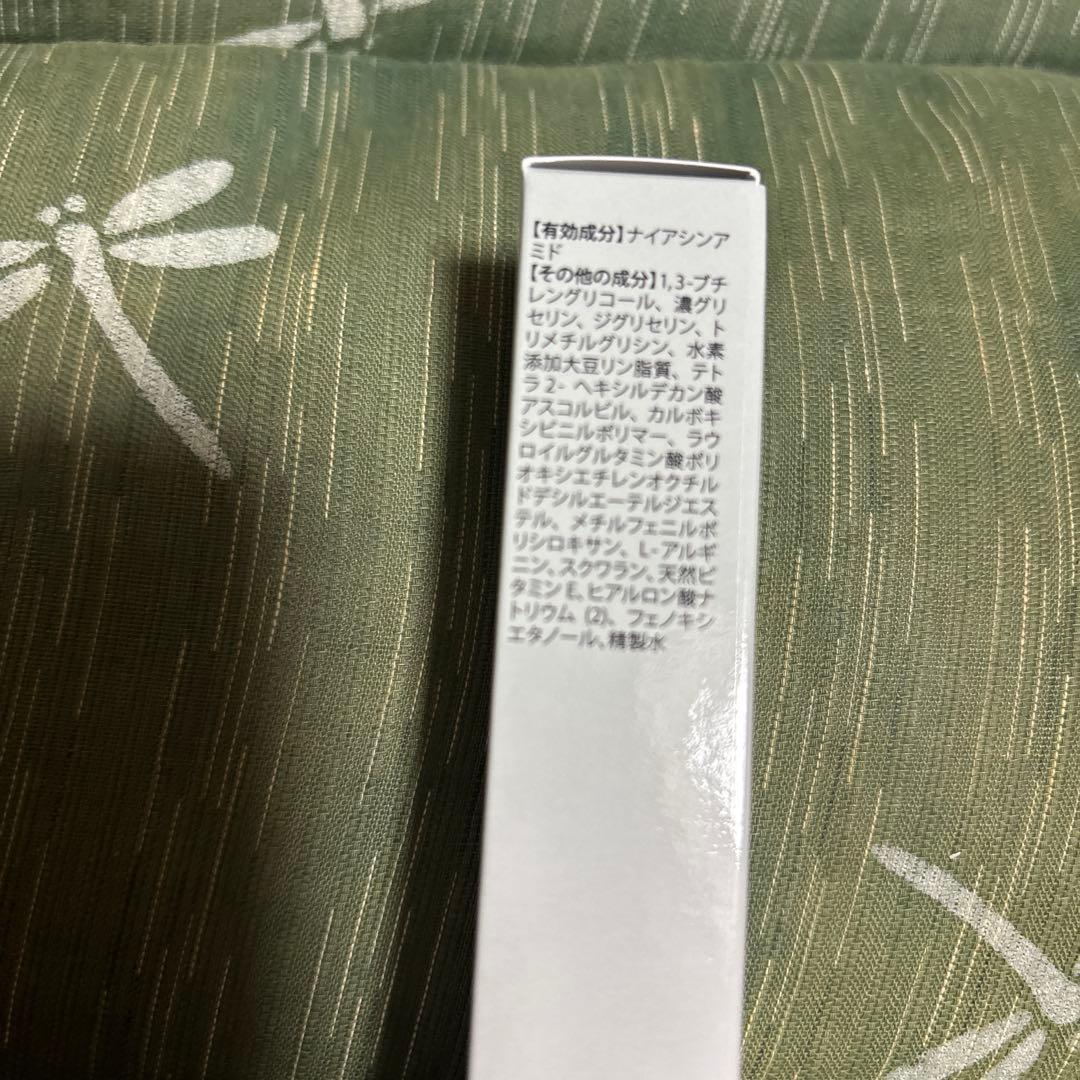 【有効成分】ナイアシンア
ミド
【その他の成分】1,3-ブチ
レングリコール、濃グリ
セリン、ジグリセリン、ト
リメチルグリシン、水素
添加大豆リン脂質、テト
ラ2- ヘキシルデカン酸
アスコルビル、カルボキ
シビニルポリマー、ラウ
ロイルグルタミン酸ポリ
オキシエチレンオクチル
ドデシルエーテルジエス
テル、メチルフェニルポ
リシロキサン、L-アルギ
ニン、スクワラン、天然ビ
タミンE、ヒアルロン酸ナ
トリウム (2)、フェノキシ
エタノール、精製水